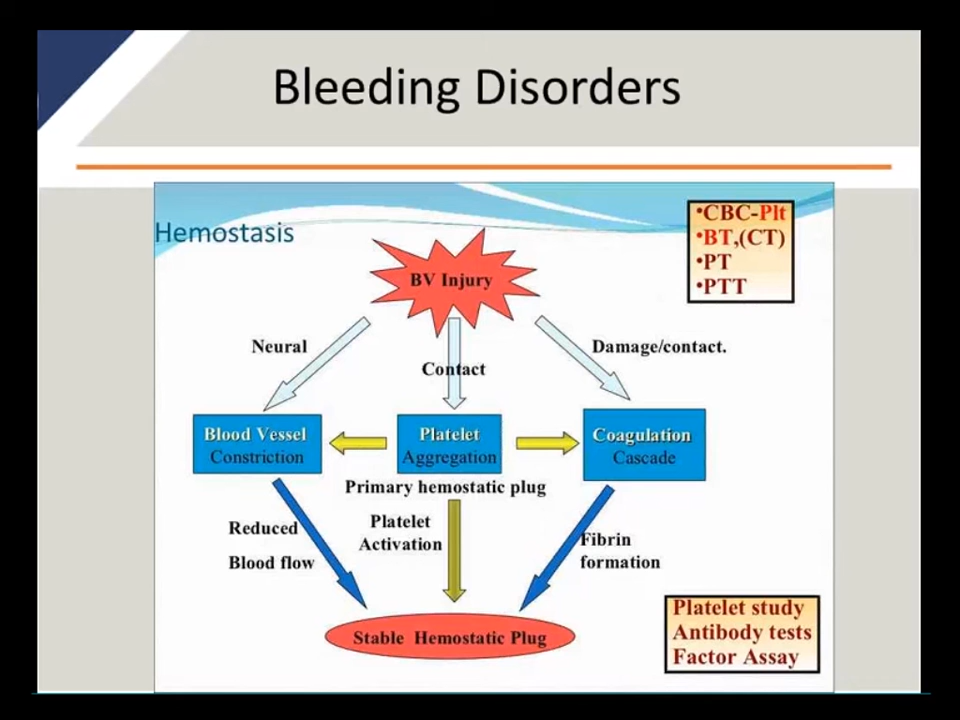 Bleeding Disorders
Hemostasis
•CBC-Plt
•BT,(CT)
•PT
•PTT
BV Injury
Neural
Contact
Damage/contact.
Blood Vessel
Constriction
Platelet
Aggregation
Coagulation
Cascade
Primary hemostatic plug
Reduced
Blood flow
Platelet
Activation
Fibrin
formation
Stable Hemostatic Plug
Platelet study
Antibody tests
Factor Assay